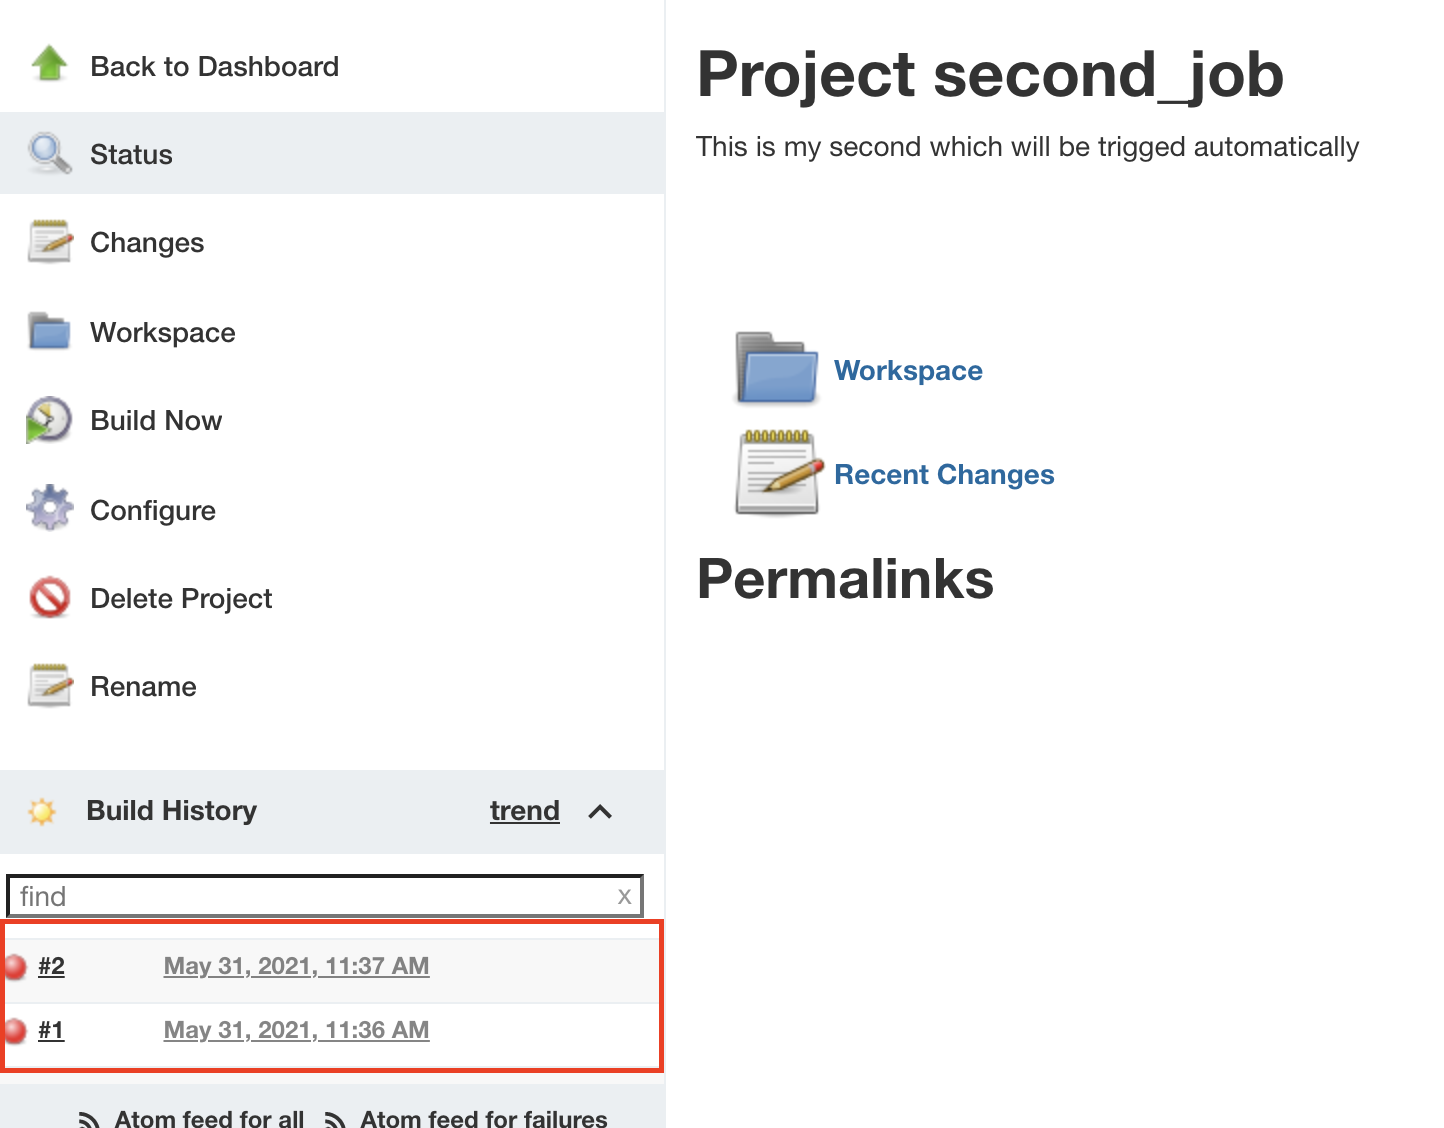 Back to Dashboard
Status
Changes
Workspace
Build Now
Configure
Delete Project
Rename
Build History trend
find x
#2 May 31, 2021, 11:37 AM
#1 May 31, 2021, 11:36 AM
Atom feed for all Atom feed for failures
Project second_job
This is my second which will be trigged automatically
Workspace
Recent Changes
Permalinks